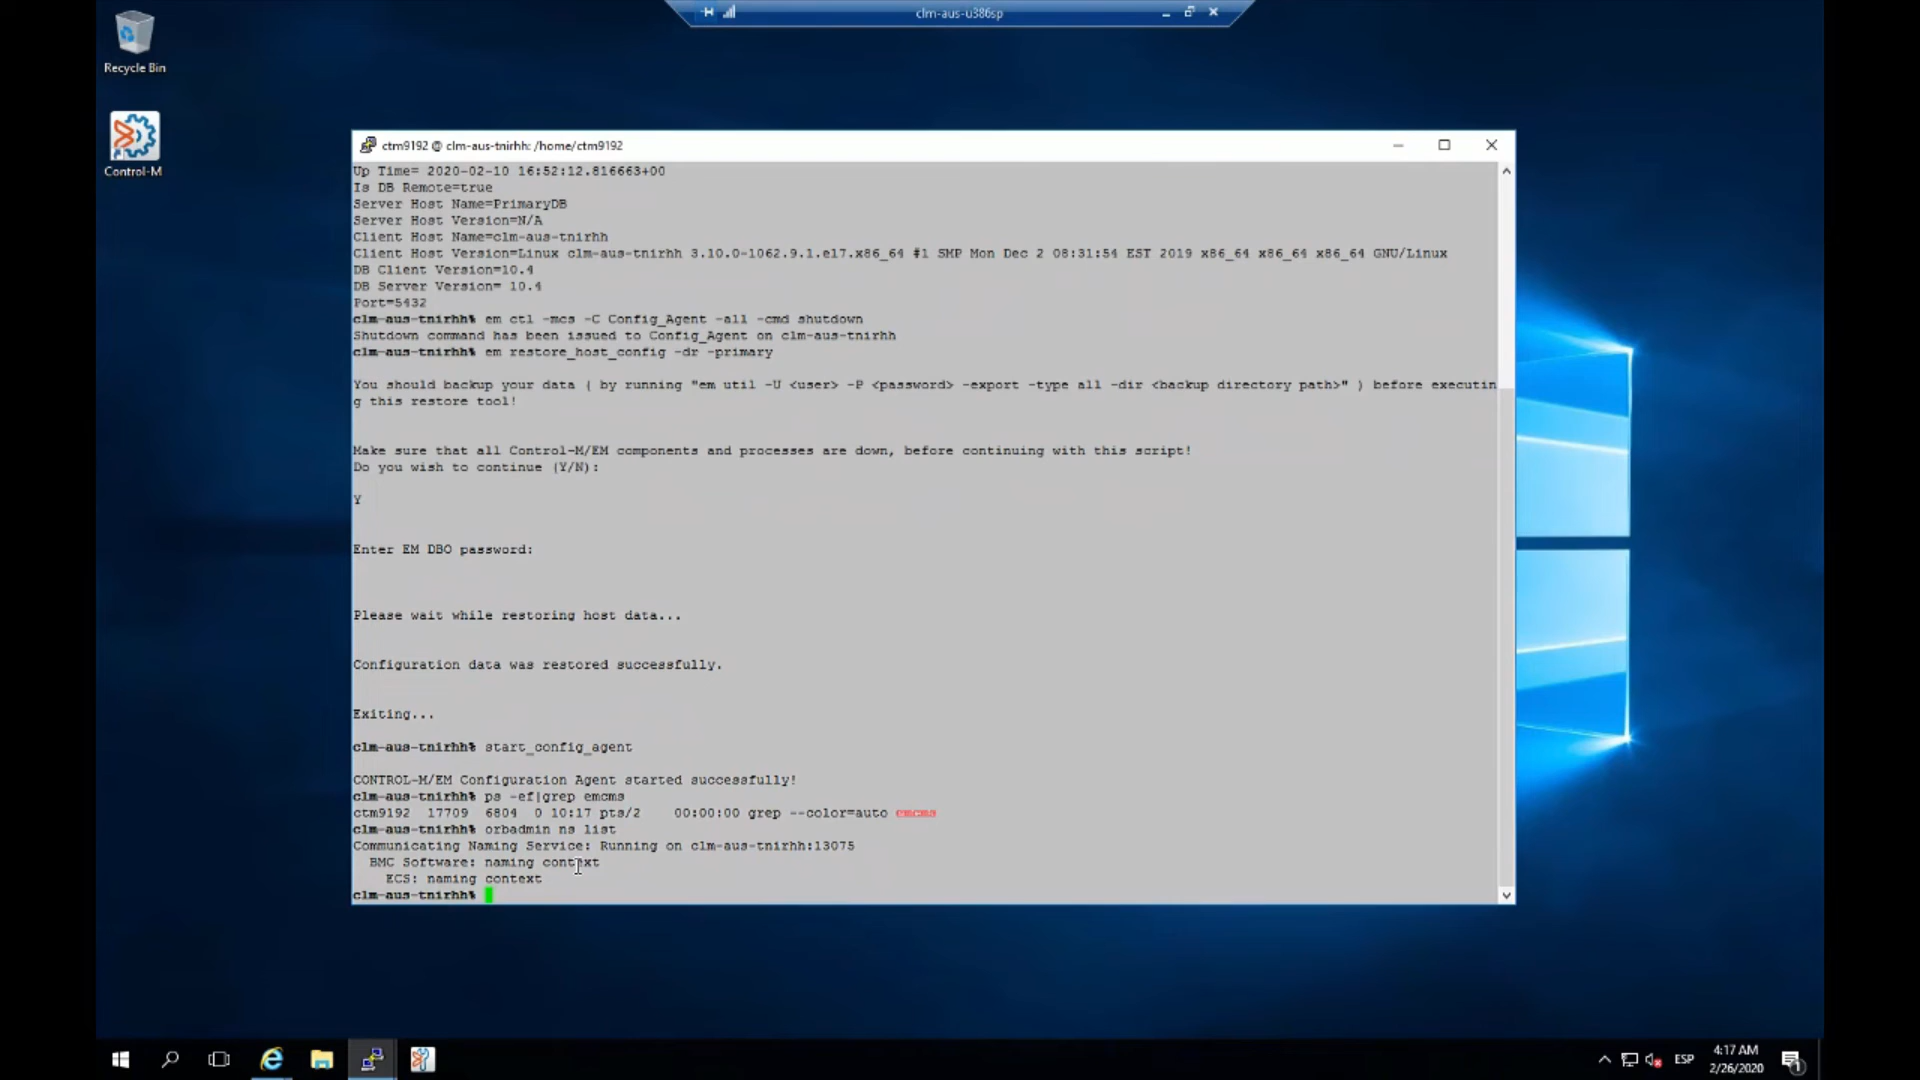 clm-aus-u386sp
Recycle Bin
Control-M
ctm9192 @ clm-aus-tnirhh: /home/ctm9192
Up Time= 2020-02-10 16:52:12.816663+00
Is DB Remote=true
Server Host Name=PrimaryDB
Server Host Version=N/A
Client Host Name=clm-aus-tnirhh
Client Host Version=Linux clm-aus-tnirhh 3.10.0-1062.9.1.el7.x86_64 #1 SMP Mon Dec 2 08:31:54 EST 2019 x86_64 x86_64 x86_64 GNU/Linux
DB Client Version=10.4
DB Server Version= 10.4
Port=5432
clm-aus-tnirhh% em ctl -mcs -C Config_Agent -all -cmd shutdown
Shutdown command has been issued to Config_Agent on clm-aus-tnirhh
clm-aus-tnirhh% em restore_host_config -dr -primary
You should backup your data ( by running "em util -U <user> -P <password> -export -type all -dir <backup directory path>" ) before executin
g this restore tool!
Make sure that all Control-M/EM components and processes are down, before continuing with this script!
Do you wish to continue (Y/N):
Y
Enter EM DBO password:
Please wait while restoring host data...
Configuration data was restored successfully.
Exiting...
clm-aus-tnirhh% start_config_agent
CONTROL-M/EM Configuration Agent started successfully!
clm-aus-tnirhh% ps -ef|grep emcms
ctm9192 17709 6804 0 10:17 pts/2 00:00:00 grep --color=auto emcms
clm-aus-tnirhh% orbadmin ns list
Communicating Naming Service: Running on clm-aus-tnirhh:13075
BMC Software: naming context
ECS: naming context
clm-aus-tnirhh%
ESP
4:17 AM
2/26/2020
1